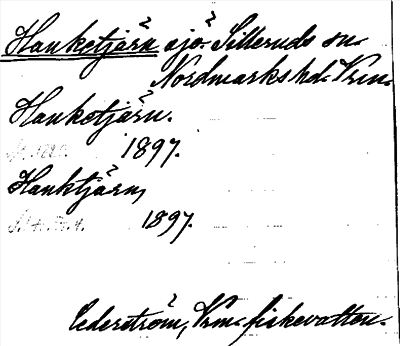 Hanketjärn sjö. Silleruds sn.
Nordmarks hd. Vrm.
Hanketjärn.
1897.
Hanktjärn,
1897.
Cederström, Vrm. fiskevatten.